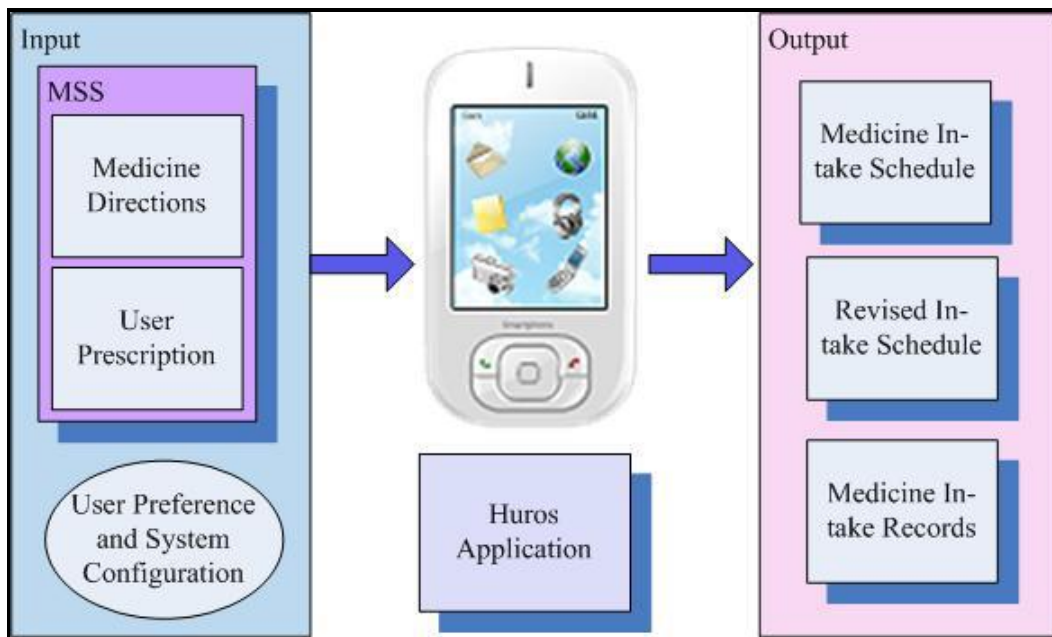 Input
MSS
Medicine
Directions
User
Prescription
User Preference
and System
Configuration
Smartphone
Huros
Application
Output
Medicine In-
take Schedule
Revised In-
take Schedule
Medicine In-
take Records